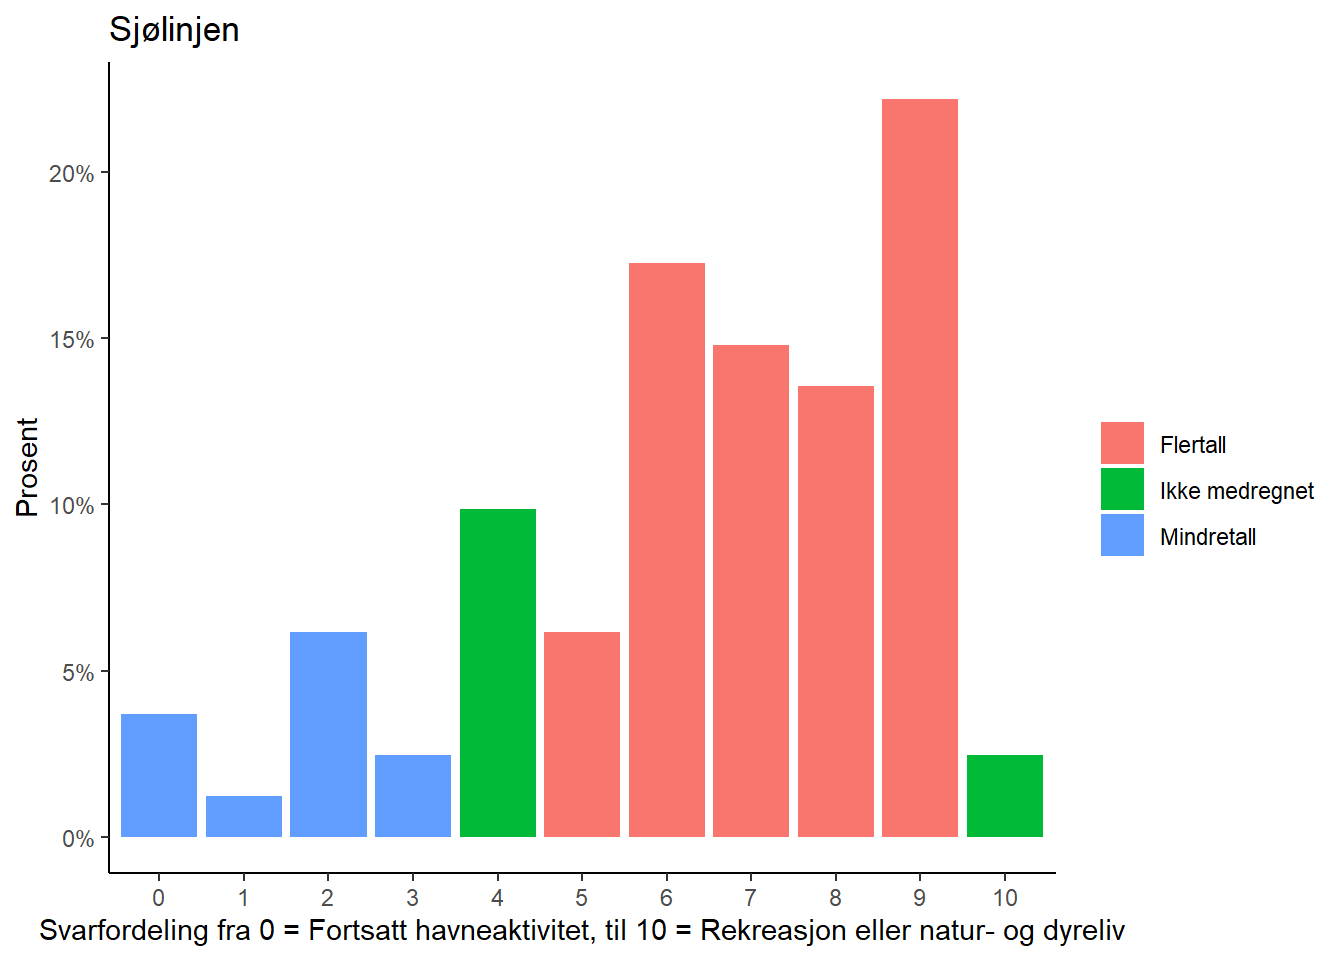 Sjølinjen
Prosent
20%
15%
10%
5%
0%
0 1 2 3 4 5 6 7 8 9 10
Svarfordeling fra 0 = Fortsatt havneaktivitet, til 10 = Rekreasjon eller natur- og dyreliv
Flertall
Ikke medregnet
Mindretall